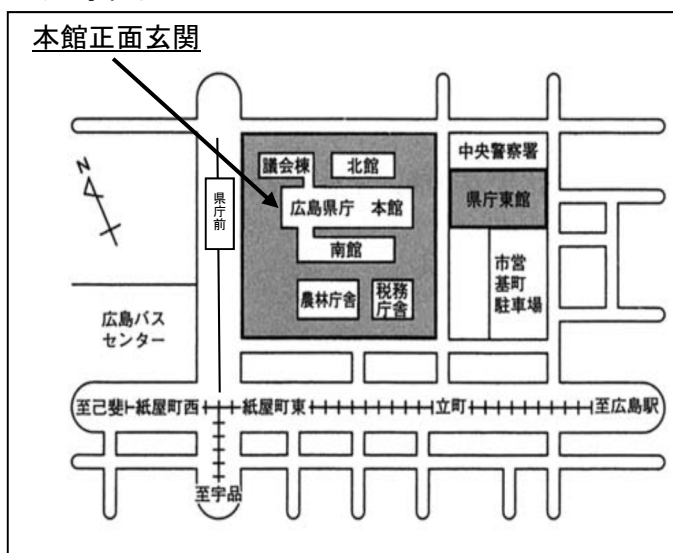 本館正面玄関
中央警察署
議会棟
北館
N
県庁前
広島県庁 本館
県庁東館
南館
市営
基町
駐車場
農林庁舎
税務
庁舎
広島バス
センター
至己斐
紙屋町西
紙屋町東
立町
至広島駅
至宇品